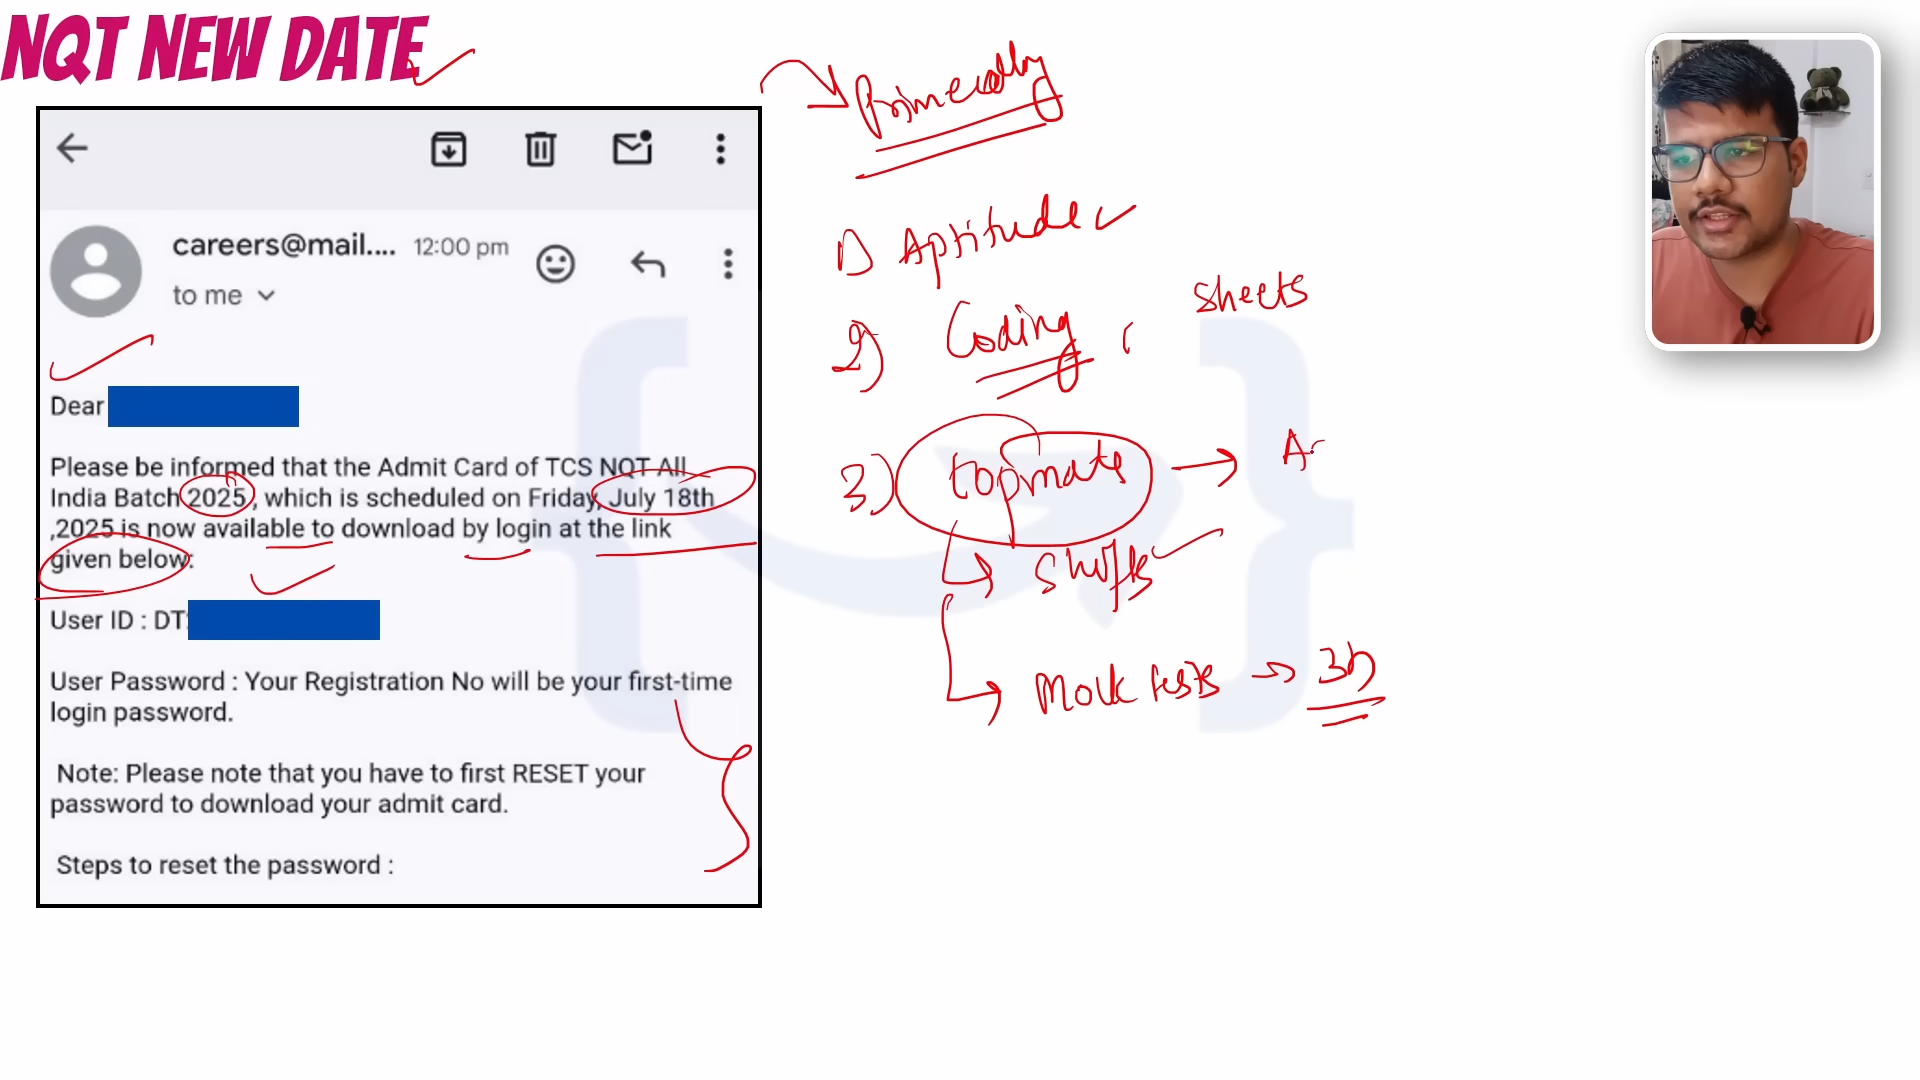 NQT NEW DATE
careers@mail.... 12:00 pm
to me
Dear
Please be informed that the Admit Card of TCS NQT All
India Batch 2025, which is scheduled on Friday, July 18th
,2025 is now available to download by login at the link
given below:
User ID : DT
User Password : Your Registration No will be your first-time
login password.
Note: Please note that you have to first RESET your
password to download your admit card.
Steps to reset the password :
1) Aptitude
2) Coding (
sheets
3) topmate → A
Shifts
Mock tests → 3h